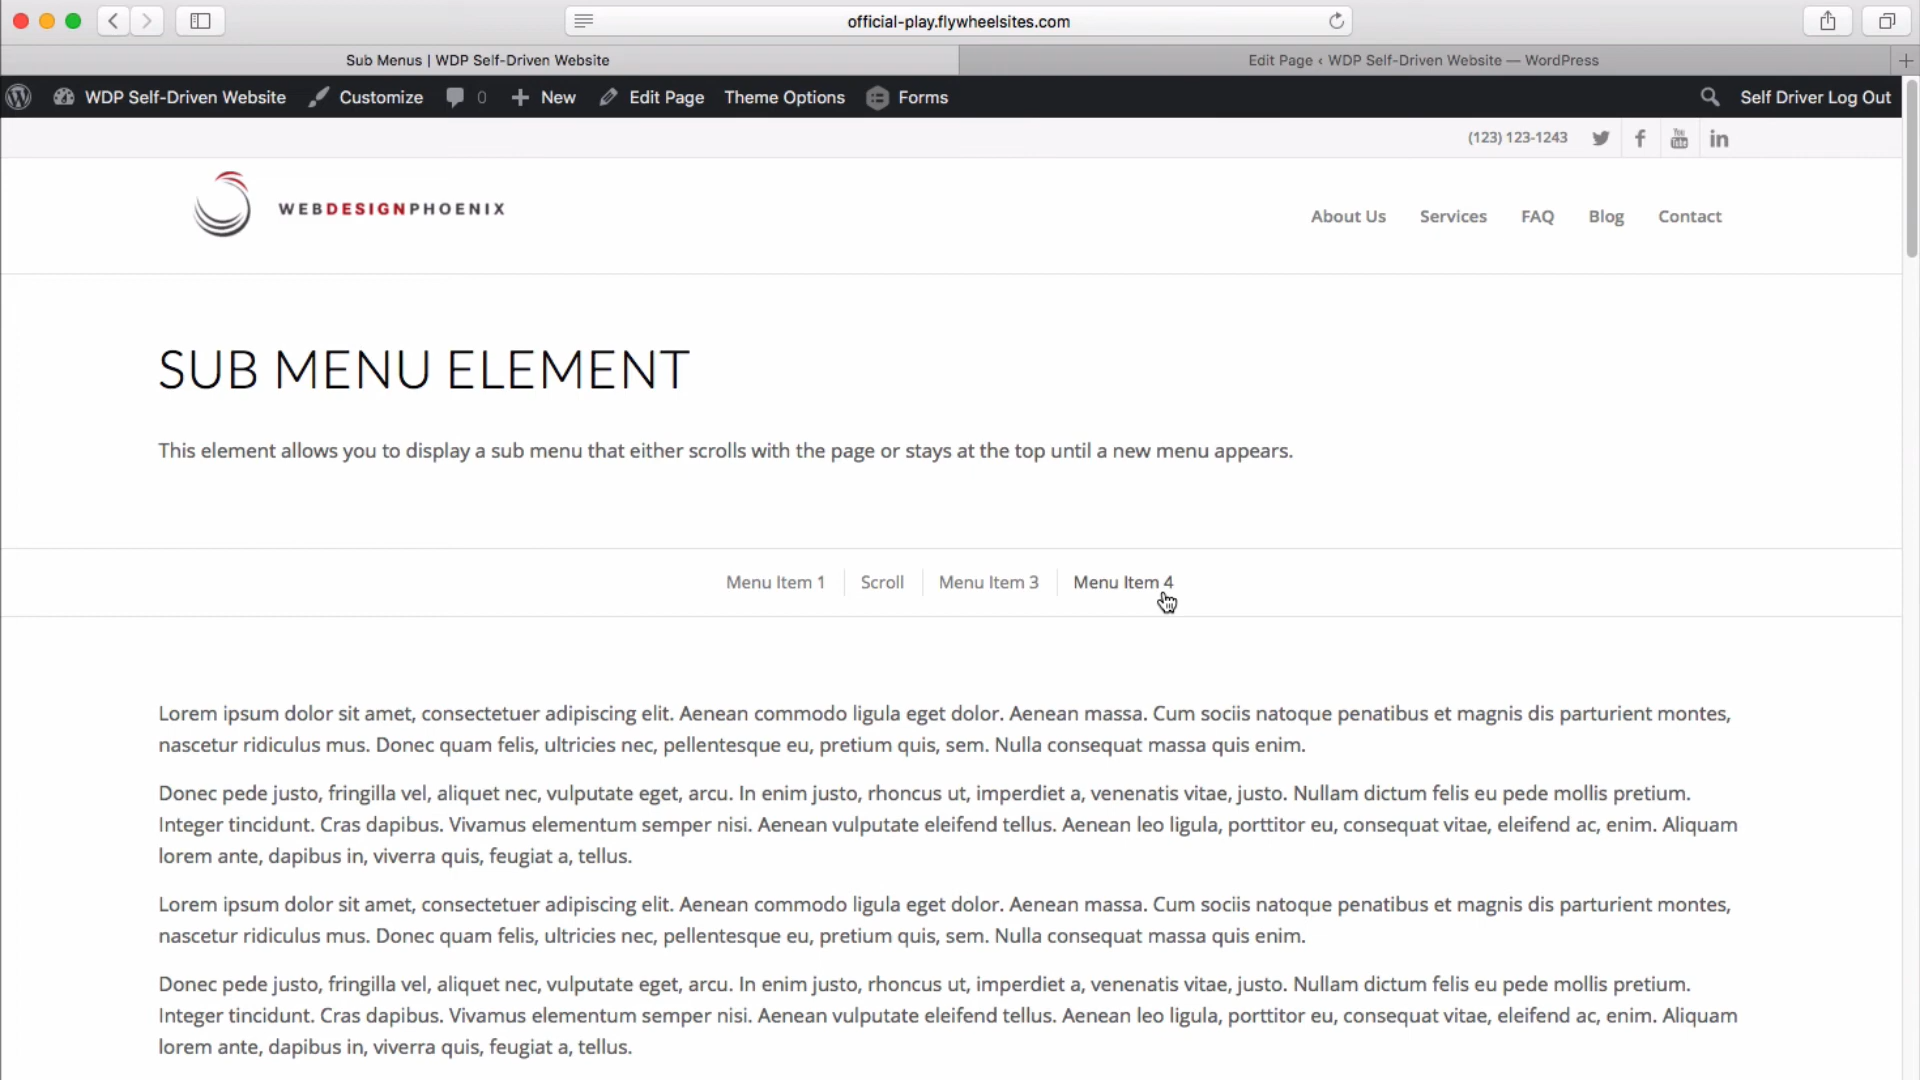 official-play.flywheelsites.com
Sub Menus | WDP Self-Driven Website
Edit Page ‹ WDP Self-Driven Website — WordPress
WDP Self-Driven Website Customize 0 New Edit Page Theme Options Forms Self Driver Log Out
(123) 123-1243
You Tube
WEBDESIGNPHOENIX
About Us Services FAQ Blog Contact
SUB MENU ELEMENT
This element allows you to display a sub menu that either scrolls with the page or stays at the top until a new menu appears.
Menu Item 1 Scroll Menu Item 3 Menu Item 4
Lorem ipsum dolor sit amet, consectetuer adipiscing elit. Aenean commodo ligula eget dolor. Aenean massa. Cum sociis natoque penatibus et magnis dis parturient montes,
nascetur ridiculus mus. Donec quam felis, ultricies nec, pellentesque eu, pretium quis, sem. Nulla consequat massa quis enim.
Donec pede justo, fringilla vel, aliquet nec, vulputate eget, arcu. In enim justo, rhoncus ut, imperdiet a, venenatis vitae, justo. Nullam dictum felis eu pede mollis pretium.
Integer tincidunt. Cras dapibus. Vivamus elementum semper nisi. Aenean vulputate eleifend tellus. Aenean leo ligula, porttitor eu, consequat vitae, eleifend ac, enim. Aliquam
lorem ante, dapibus in, viverra quis, feugiat a, tellus.
Lorem ipsum dolor sit amet, consectetuer adipiscing elit. Aenean commodo ligula eget dolor. Aenean massa. Cum sociis natoque penatibus et magnis dis parturient montes,
nascetur ridiculus mus. Donec quam felis, ultricies nec, pellentesque eu, pretium quis, sem. Nulla consequat massa quis enim.
Donec pede justo, fringilla vel, aliquet nec, vulputate eget, arcu. In enim justo, rhoncus ut, imperdiet a, venenatis vitae, justo. Nullam dictum felis eu pede mollis pretium.
Integer tincidunt. Cras dapibus. Vivamus elementum semper nisi. Aenean vulputate eleifend tellus. Aenean leo ligula, porttitor eu, consequat vitae, eleifend ac, enim. Aliquam
lorem ante, dapibus in, viverra quis, feugiat a, tellus.